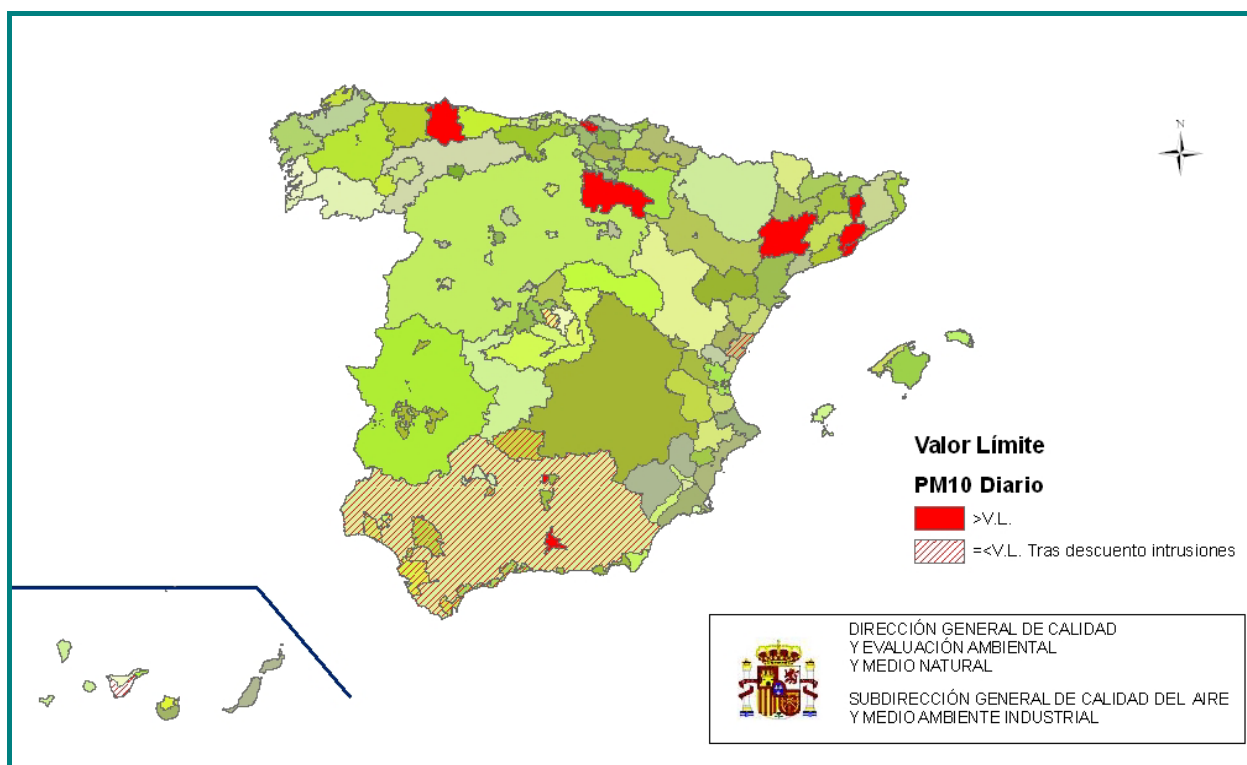 N
Valor Límite
PM10 Diario
>V.L.
=<V.L. Tras descuento intrusiones
DIRECCIÓN GENERAL DE CALIDAD
Y EVALUACIÓN AMBIENTAL
Y MEDIO NATURAL
SUBDIRECCIÓN GENERAL DE CALIDAD DEL AIRE
Y MEDIO AMBIENTE INDUSTRIAL